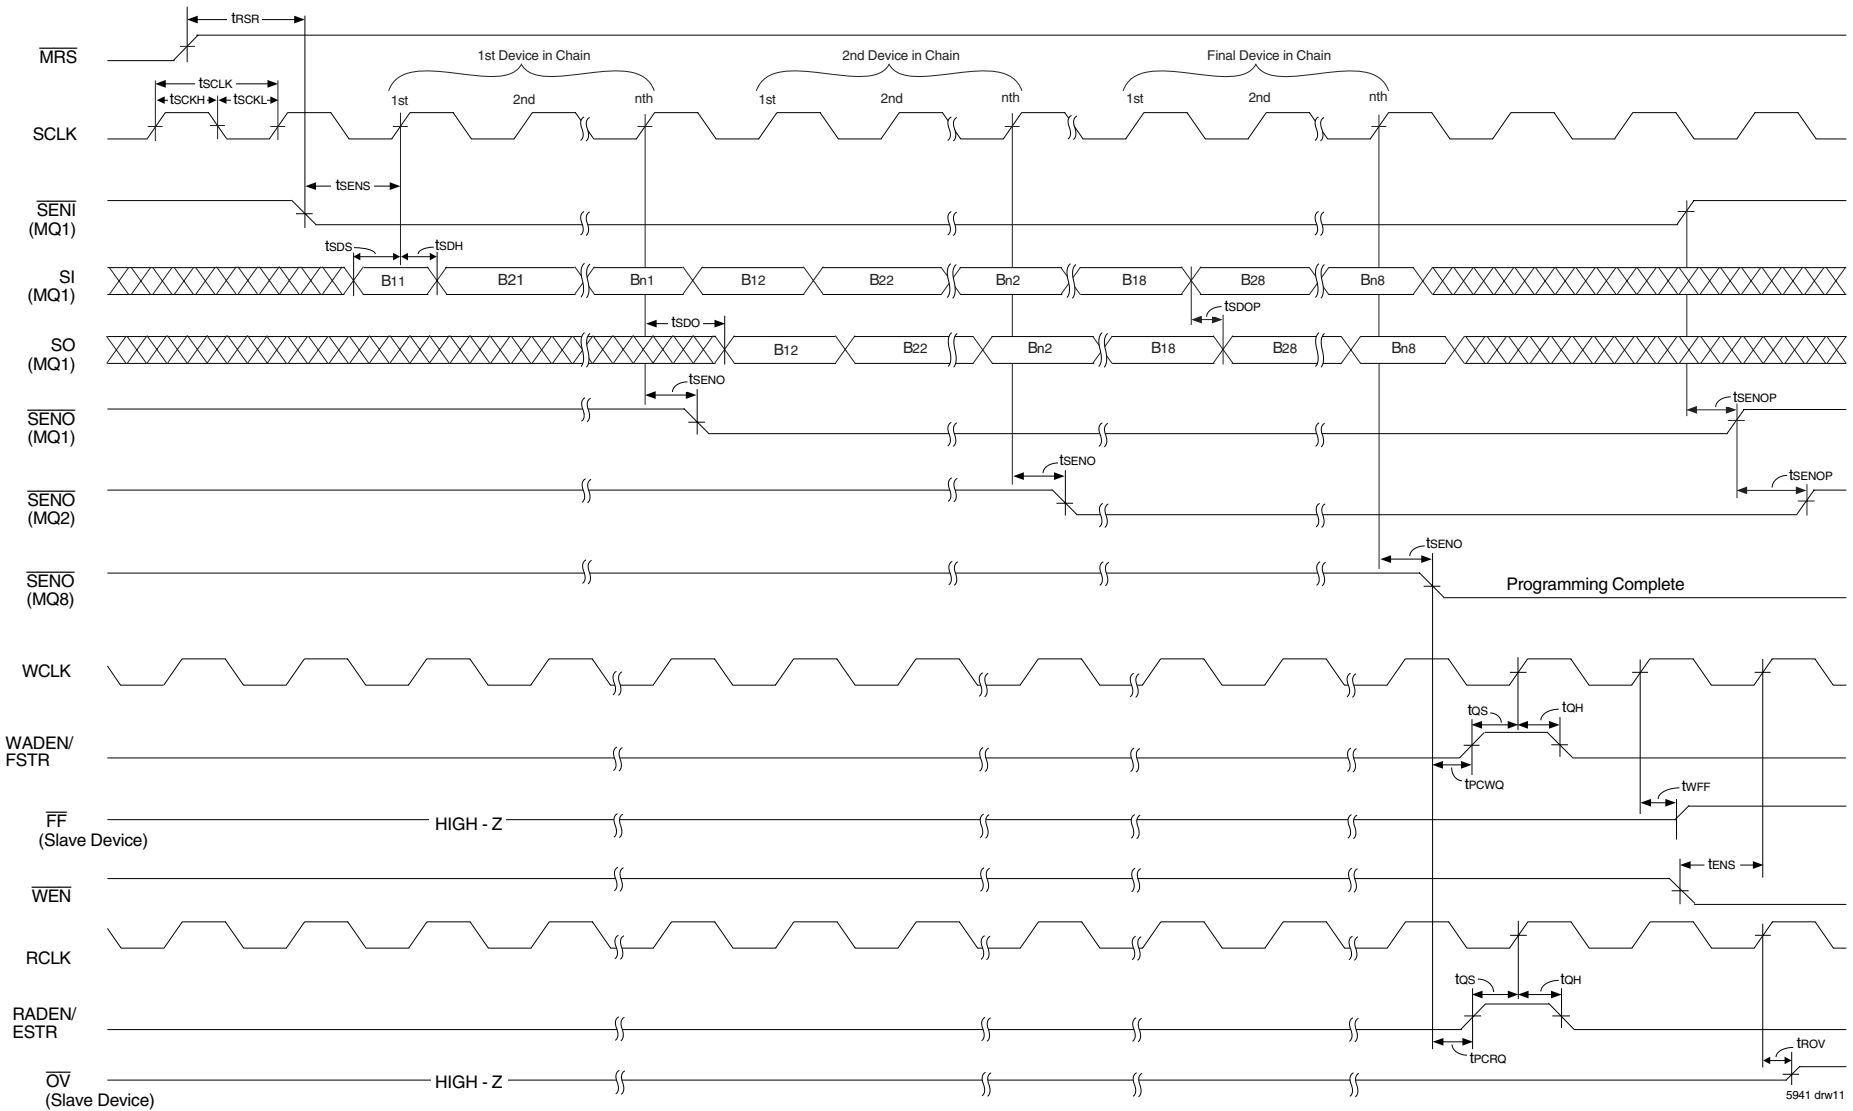 tRSR
MRS
1st Device in Chain
2nd Device in Chain
Final Device in Chain
tSCLK
tSCKH
tSCKL
1st
2nd
nth
1st
2nd
nth
1st
2nd
nth
SCLK
tSENS
SENI
(MQ1)
tSDS
tSDH
SI
(MQ1)
B11
B21
Bn1
B12
B22
Bn2
B18
B28
Bn8
tSDO
tSDOP
SO
(MQ1)
B12
B22
Bn2
B18
B28
Bn8
tSENO
tSENOP
SENO
(MQ1)
tSENO
tSENOP
SENO
(MQ2)
tSENO
SENO
(MQ8)
Programming Complete
WCLK
tQS
tQH
WADEN/
FSTR
tPCWQ
tWFF
FF
(Slave Device)
HIGH - Z
tENS
WEN
RCLK
tQS
tQH
RADEN/
ESTR
tPCRQ
tROV
OV
(Slave Device)
HIGH - Z
5941 drw11